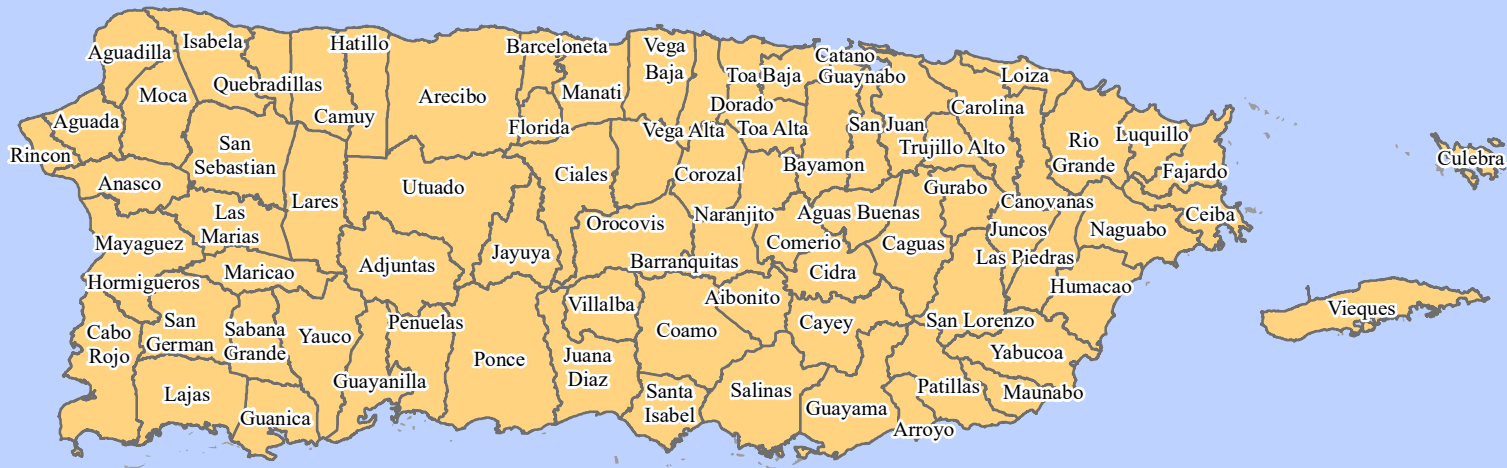 Aguadilla
Isabela
Hatillo
Barceloneta
Vega
Baja
Catano
Quebradillas
Moca
Arecibo
Manati
Toa Baja
Guaynabo
Loiza
Dorado
Carolina
Aguada
Camuy
Florida
Vega Alta
Toa Alta
San Juan
Rio
Grande
Luquillo
Rincon
San
Sebastian
Trujillo Alto
Culebra
Anasco
Utuado
Ciales
Corozal
Bayamon
Fajardo
Gurabo
Lares
Canovanas
Las
Marias
Orocovis
Naranjito
Aguas Buenas
Ceiba
Mayaguez
Jayuya
Comerio
Caguas
Juncos
Naguabo
Maricao
Adjuntas
Barranquitas
Cidra
Las Piedras
Hormigueros
Humacao
Villalba
Aibonito
Vieques
Cabo
Rojo
San
German
Sabana
Grande
Yauco
Penuelas
Coamo
Cayey
San Lorenzo
Ponce
Juana
Diaz
Yabucoa
Lajas
Guayanilla
Santa
Isabel
Salinas
Patillas
Maunabo
Guanica
Guayama
Arroyo